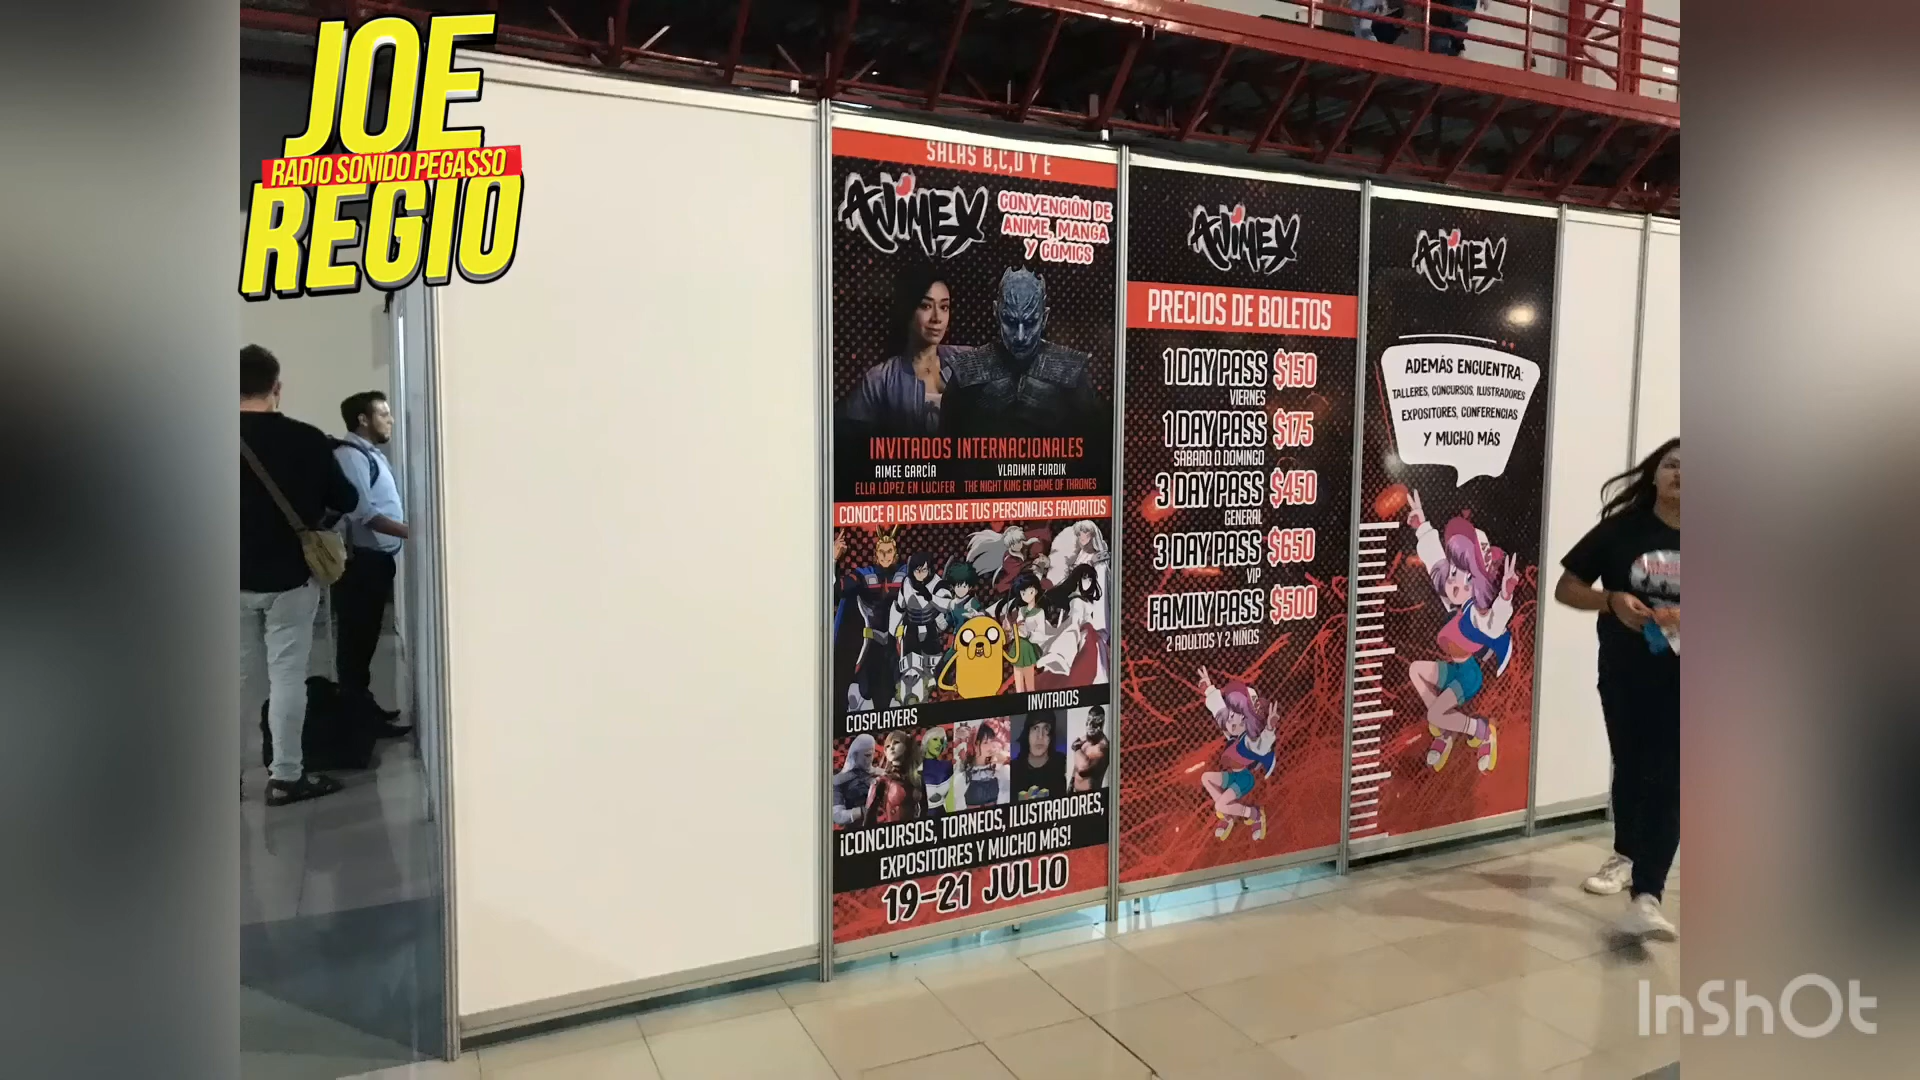 JOE
RADIO SONIDO PEGASSO
REGIO
SALAS B,C,D Y E
AJIMEX
CONVENCIÓN DE
ANIME, MANGA
Y CÓMICS
INVITADOS INTERNACIONALES
AIMEE GARCÍA
ELLA LÓPEZ EN LUCIFER
VLADIMIR FURDIK
THE NIGHT KING EN GAME OF THRONES
CONOCE A LAS VOCES DE TUS PERSONAJES FAVORITOS
COSPLAYERS
INVITADOS
¡CONCURSOS, TORNEOS, ILUSTRADORES,
EXPOSITORES Y MUCHO MÁS!
19-21 JULIO
AJIMEX
PRECIOS DE BOLETOS
1 DAY PASS $150
VIERNES
1 DAY PASS $175
SÁBADO O DOMINGO
3 DAY PASS $450
GENERAL
3 DAY PASS $650
VIP
FAMILY PASS $500
2 ADULTOS Y 2 NIÑOS
AJIMEX
ADEMÁS ENCUENTRA:
TALLERES, CONCURSOS, ILUSTRADORES
EXPOSITORES, CONFERENCIAS
Y MUCHO MÁS
InShOt